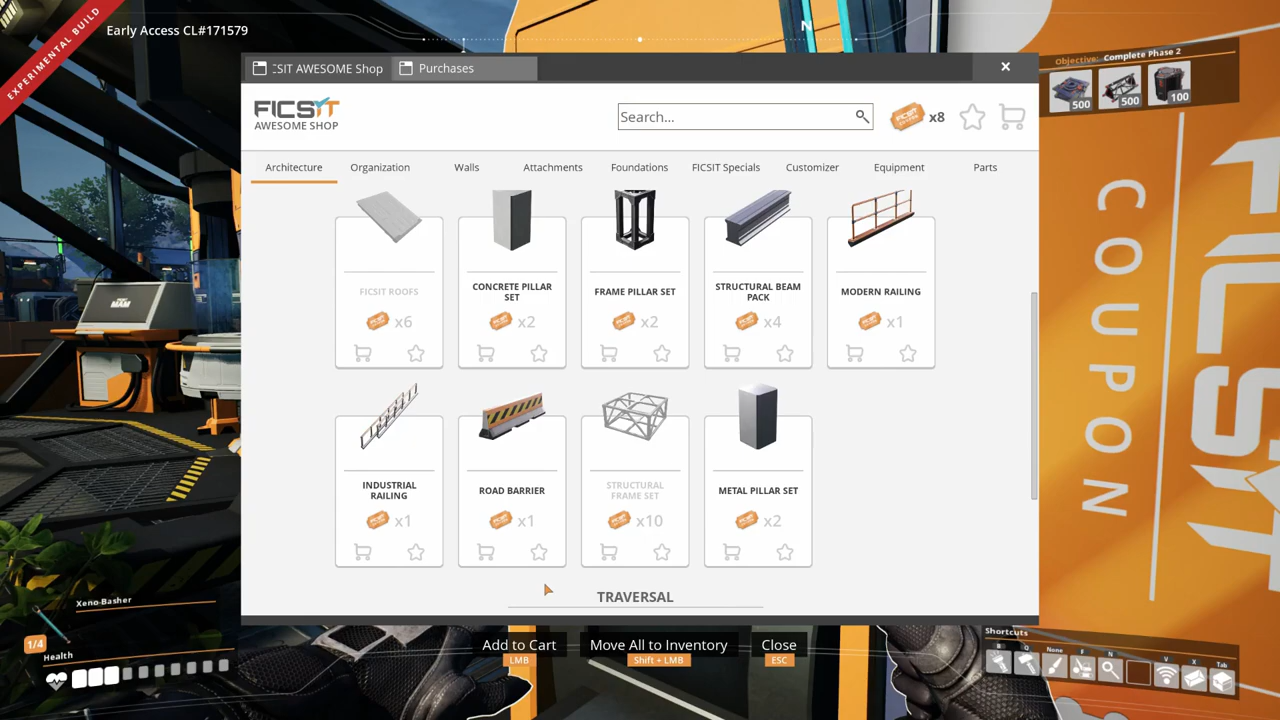 EXPERIMENTAL BUILD
Early Access CL#171579
N
Objective: Complete Phase 2
500
500
100
CSIT AWESOME Shop
Purchases
×
FICSIT
AWESOME SHOP
Search...
x8
Architecture
Organization
Walls
Attachments
Foundations
FICSIT Specials
Customizer
Equipment
Parts
FICSIT ROOFS
x6
CONCRETE PILLAR
SET
x2
FRAME PILLAR SET
x2
STRUCTURAL BEAM
PACK
x4
MODERN RAILING
x1
INDUSTRIAL
RAILING
x1
ROAD BARRIER
x1
STRUCTURAL
FRAME SET
x10
METAL PILLAR SET
x2
TRAVERSAL
Add to Cart
LMB
Move All to Inventory
Shift + LMB
Close
ESC
MAM
COUPON
FICSIT
Xeno-Basher
1/4
Health
Shortcuts
B
Q
None
F
N
V
X
Tab